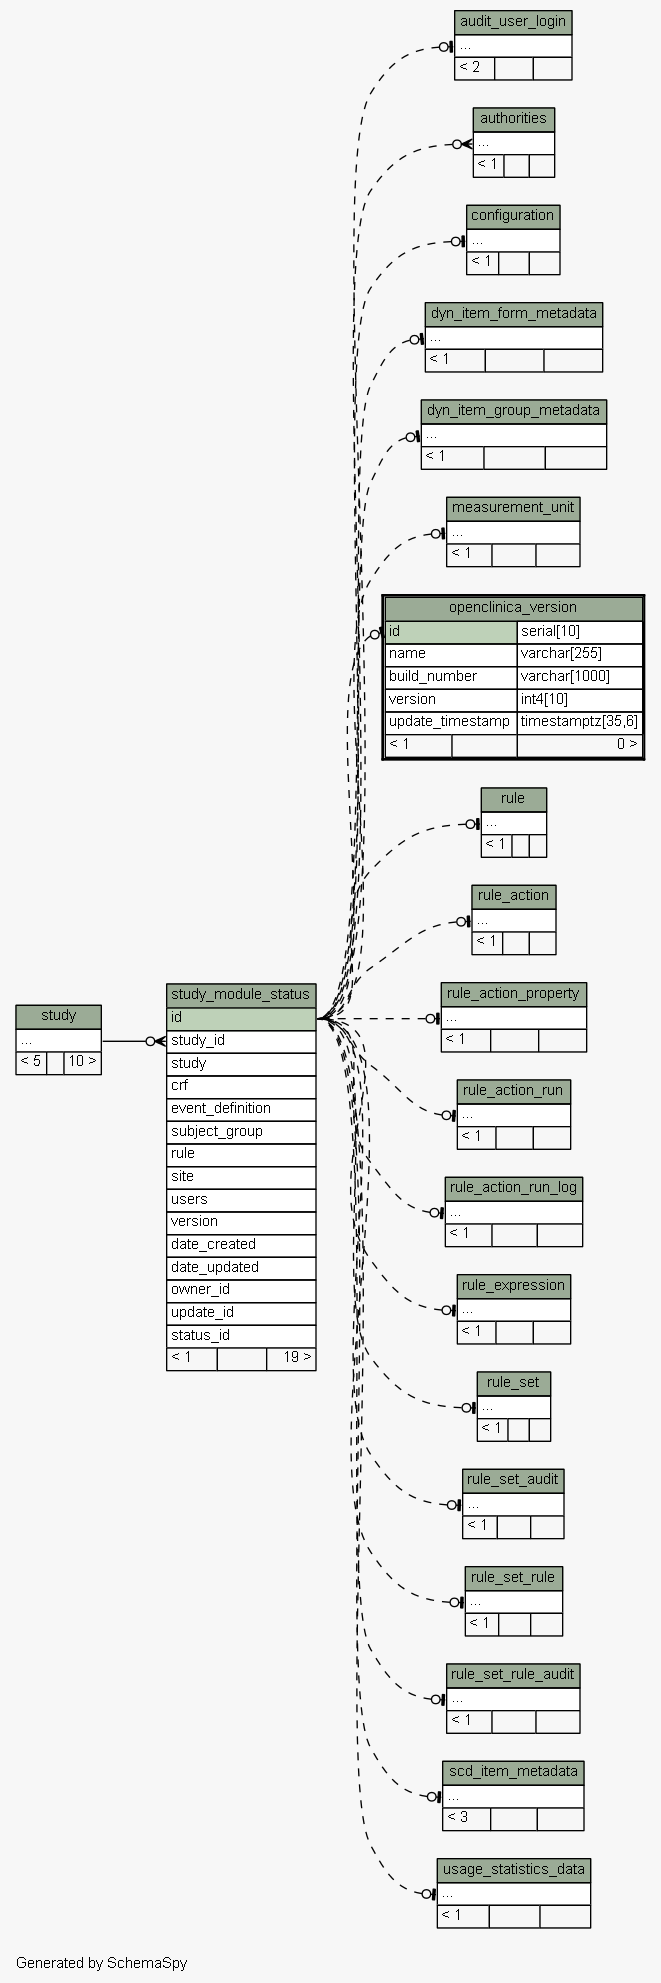 audit_user_login
...
< 2
authorities
...
< 1
configuration
...
< 1
dyn_item_form_metadata
...
< 1
dyn_item_group_metadata
...
< 1
measurement_unit
...
< 1
openclinica_version
id serial[10]
name varchar[255]
build_number varchar[1000]
version int4[10]
update_timestamp timestamptz[35,6]
< 1 0 >
rule
...
< 1
rule_action
...
< 1
study
...
< 5 10 >
study_module_status
id
study_id
study
crf
event_definition
subject_group
rule
site
users
version
date_created
date_updated
owner_id
update_id
status_id
< 1 19 >
rule_action_property
...
< 1
rule_action_run
...
< 1
rule_action_run_log
...
< 1
rule_expression
...
< 1
rule_set
...
< 1
rule_set_audit
...
< 1
rule_set_rule
...
< 1
rule_set_rule_audit
...
< 1
scd_item_metadata
...
< 3
usage_statistics_data
...
< 1
Generated by SchemaSpy